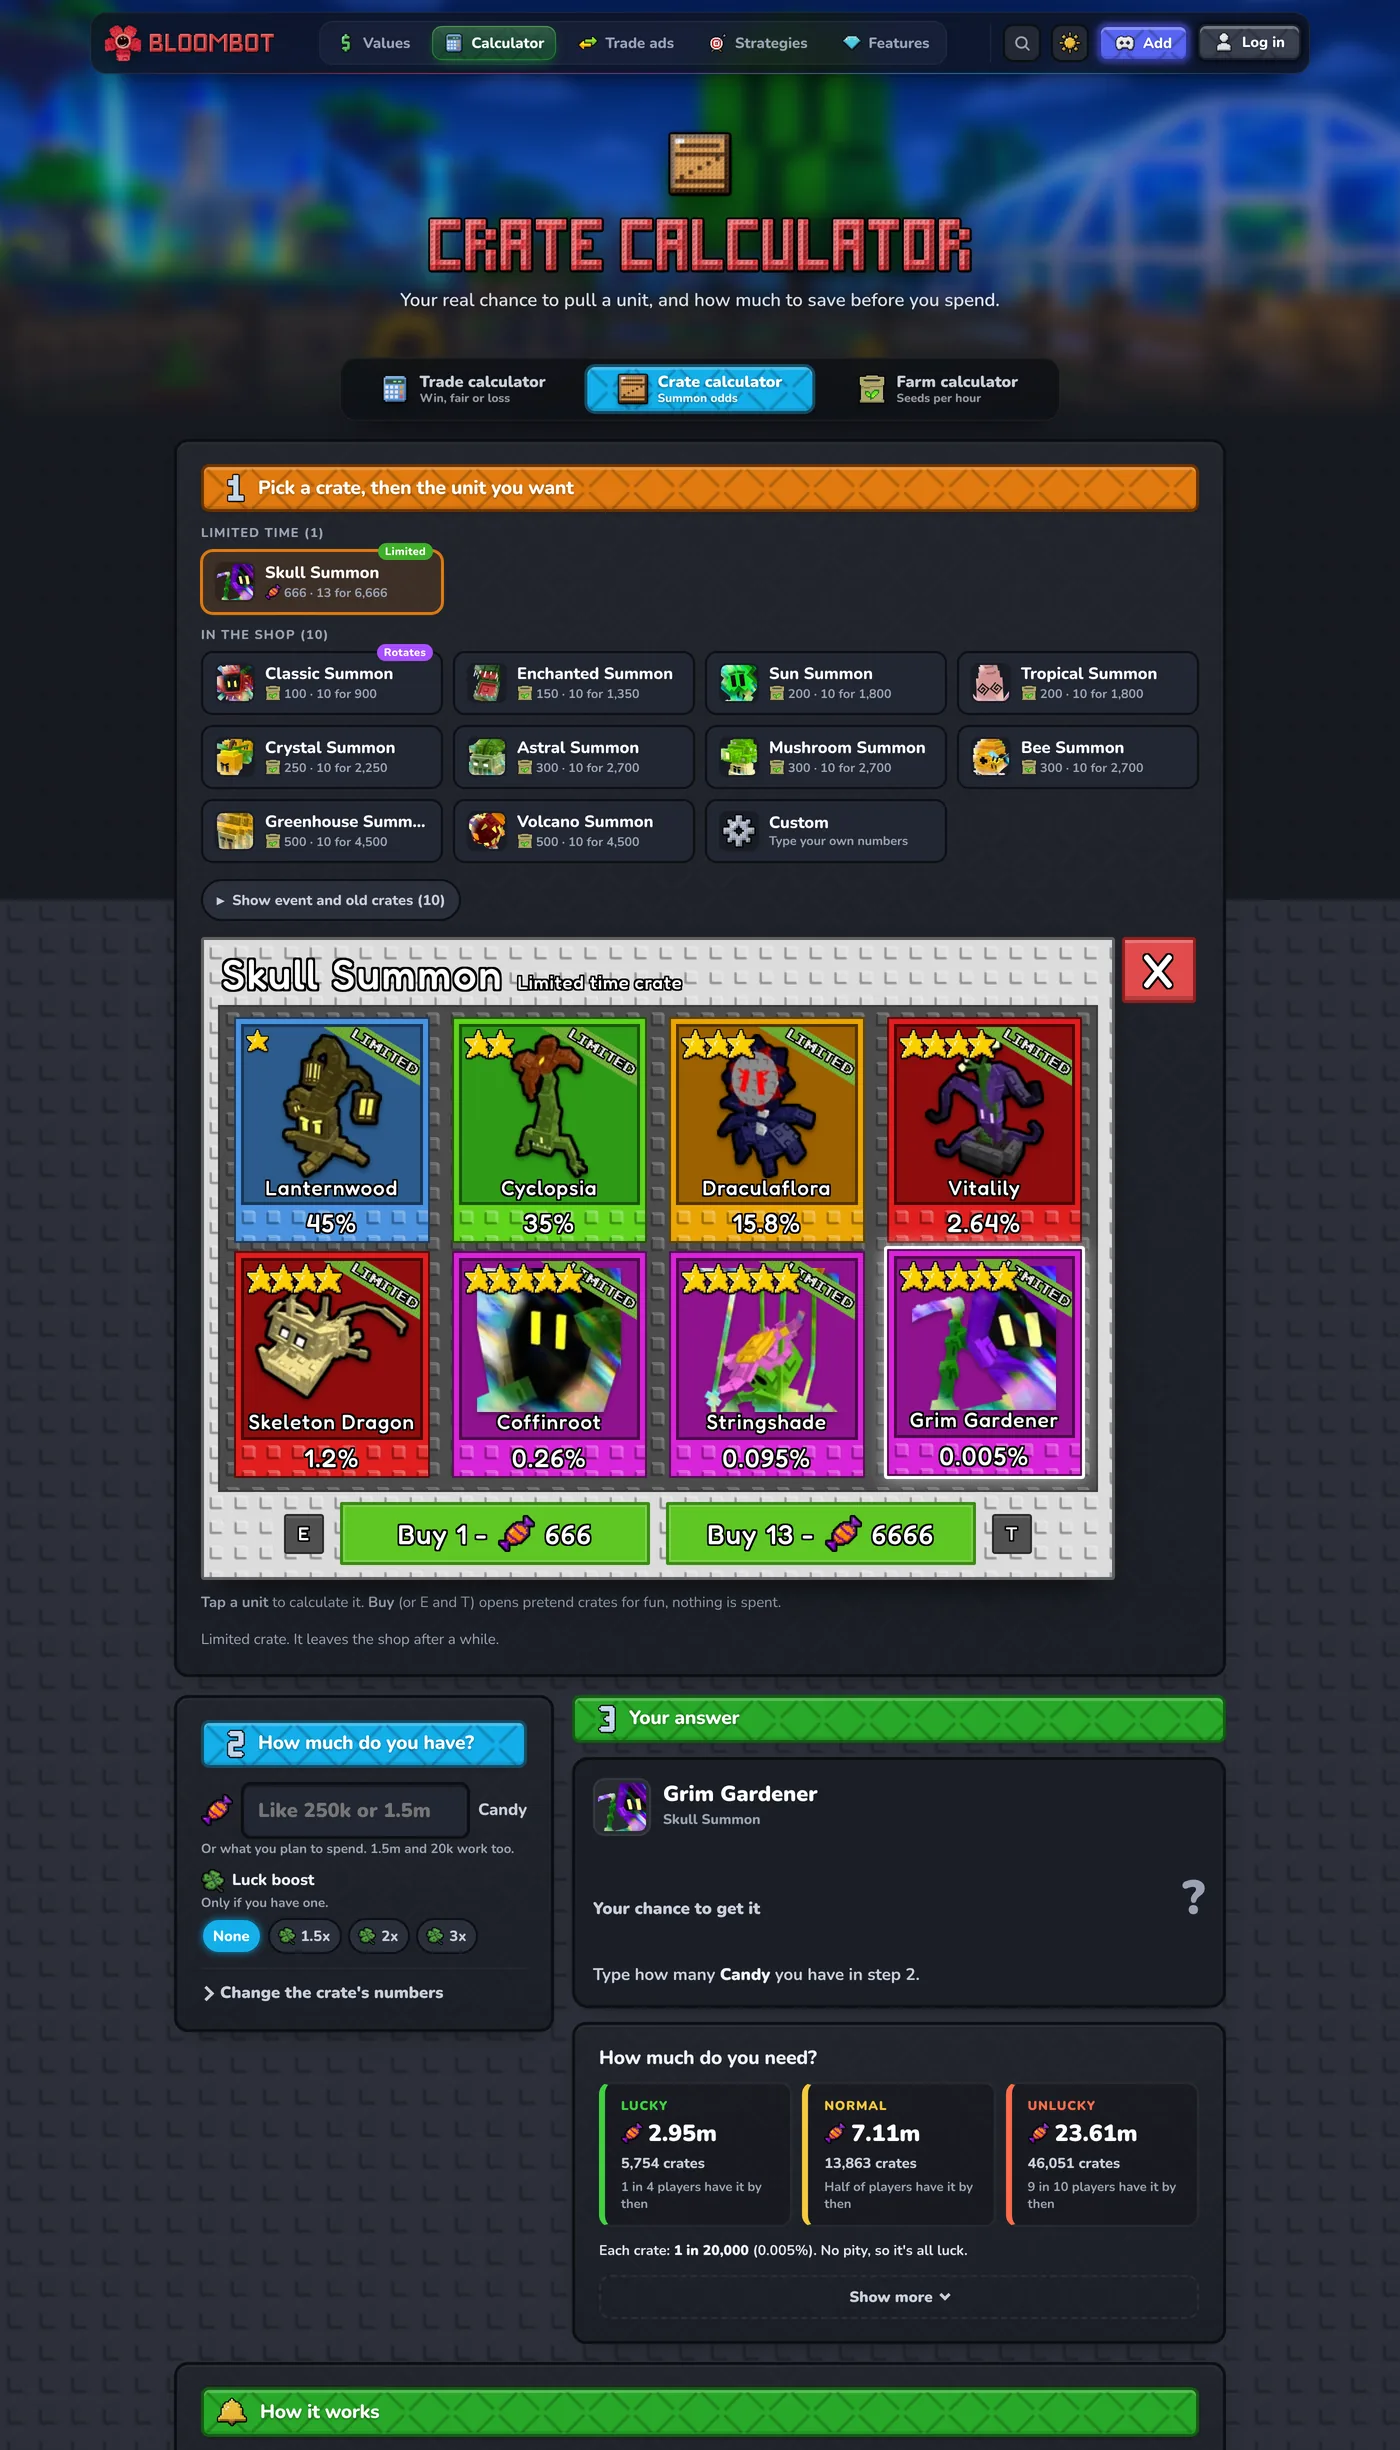 BLOOMBOT
Values
Calculator
Trade ads
Strategies
Features
Add
Log in
CRATE CALCULATOR
Your real chance to pull a unit, and how much to save before you spend.
Trade calculator
Win, fair or loss
Crate calculator
Summon odds
Farm calculator
Seeds per hour
1 Pick a crate, then the unit you want
LIMITED TIME (1)
Limited
Skull Summon
666 · 13 for 6,666
IN THE SHOP (10)
Rotates
Classic Summon
100 · 10 for 900
Enchanted Summon
150 · 10 for 1,350
Sun Summon
200 · 10 for 1,800
Tropical Summon
200 · 10 for 1,800
Crystal Summon
250 · 10 for 2,250
Astral Summon
300 · 10 for 2,700
Mushroom Summon
300 · 10 for 2,700
Bee Summon
300 · 10 for 2,700
Greenhouse Summ...
500 · 10 for 4,500
Volcano Summon
500 · 10 for 4,500
Custom
Type your own numbers
▸ Show event and old crates (10)
Skull Summon Limited time crate
X
LIMITED
Lanternwood
45%
LIMITED
Cyclopsia
35%
LIMITED
Draculaflora
15.8%
LIMITED
Vitalily
2.64%
LIMITED
Skeleton Dragon
1.2%
LIMITED
Coffinroot
0.26%
LIMITED
Stringshade
0.095%
LIMITED
Grim Gardener
0.005%
E
Buy 1 - 666
Buy 13 - 6666
T
Tap a unit to calculate it. Buy (or E and T) opens pretend crates for fun, nothing is spent.
Limited crate. It leaves the shop after a while.
2 How much do you have?
Like 250k or 1.5m
Candy
Or what you plan to spend. 1.5m and 20k work too.
Luck boost
Only if you have one.
None
1.5x
2x
3x
Change the crate's numbers
3 Your answer
Grim Gardener
Skull Summon
Your chance to get it
?
Type how many Candy you have in step 2.
How much do you need?
LUCKY
2.95m
5,754 crates
1 in 4 players have it by
then
NORMAL
7.11m
13,863 crates
Half of players have it by
then
UNLUCKY
23.61m
46,051 crates
9 in 10 players have it by
then
Each crate: 1 in 20,000 (0.005%). No pity, so it's all luck.
Show more
How it works